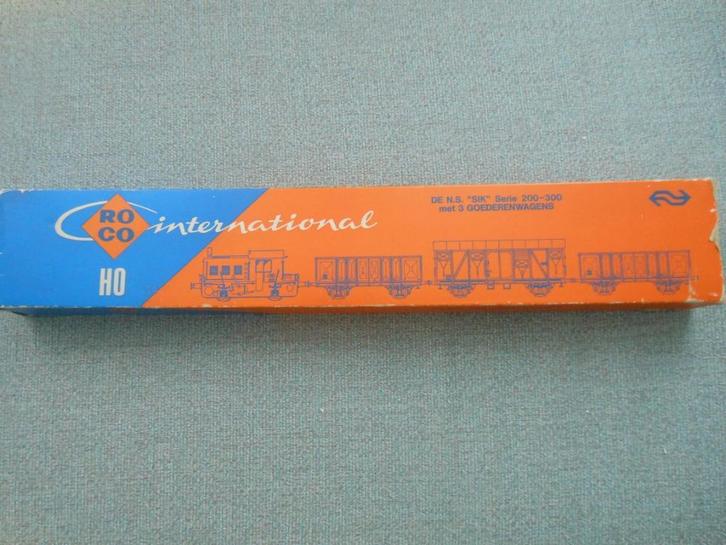 RO
CO
international
HO
DE N.S. "SIK" Serie 200-300
met 3 GOEDERENWAGENS